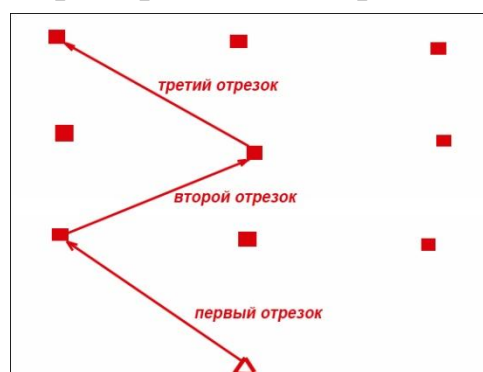 третий отрезок
второй отрезок
первый отрезок